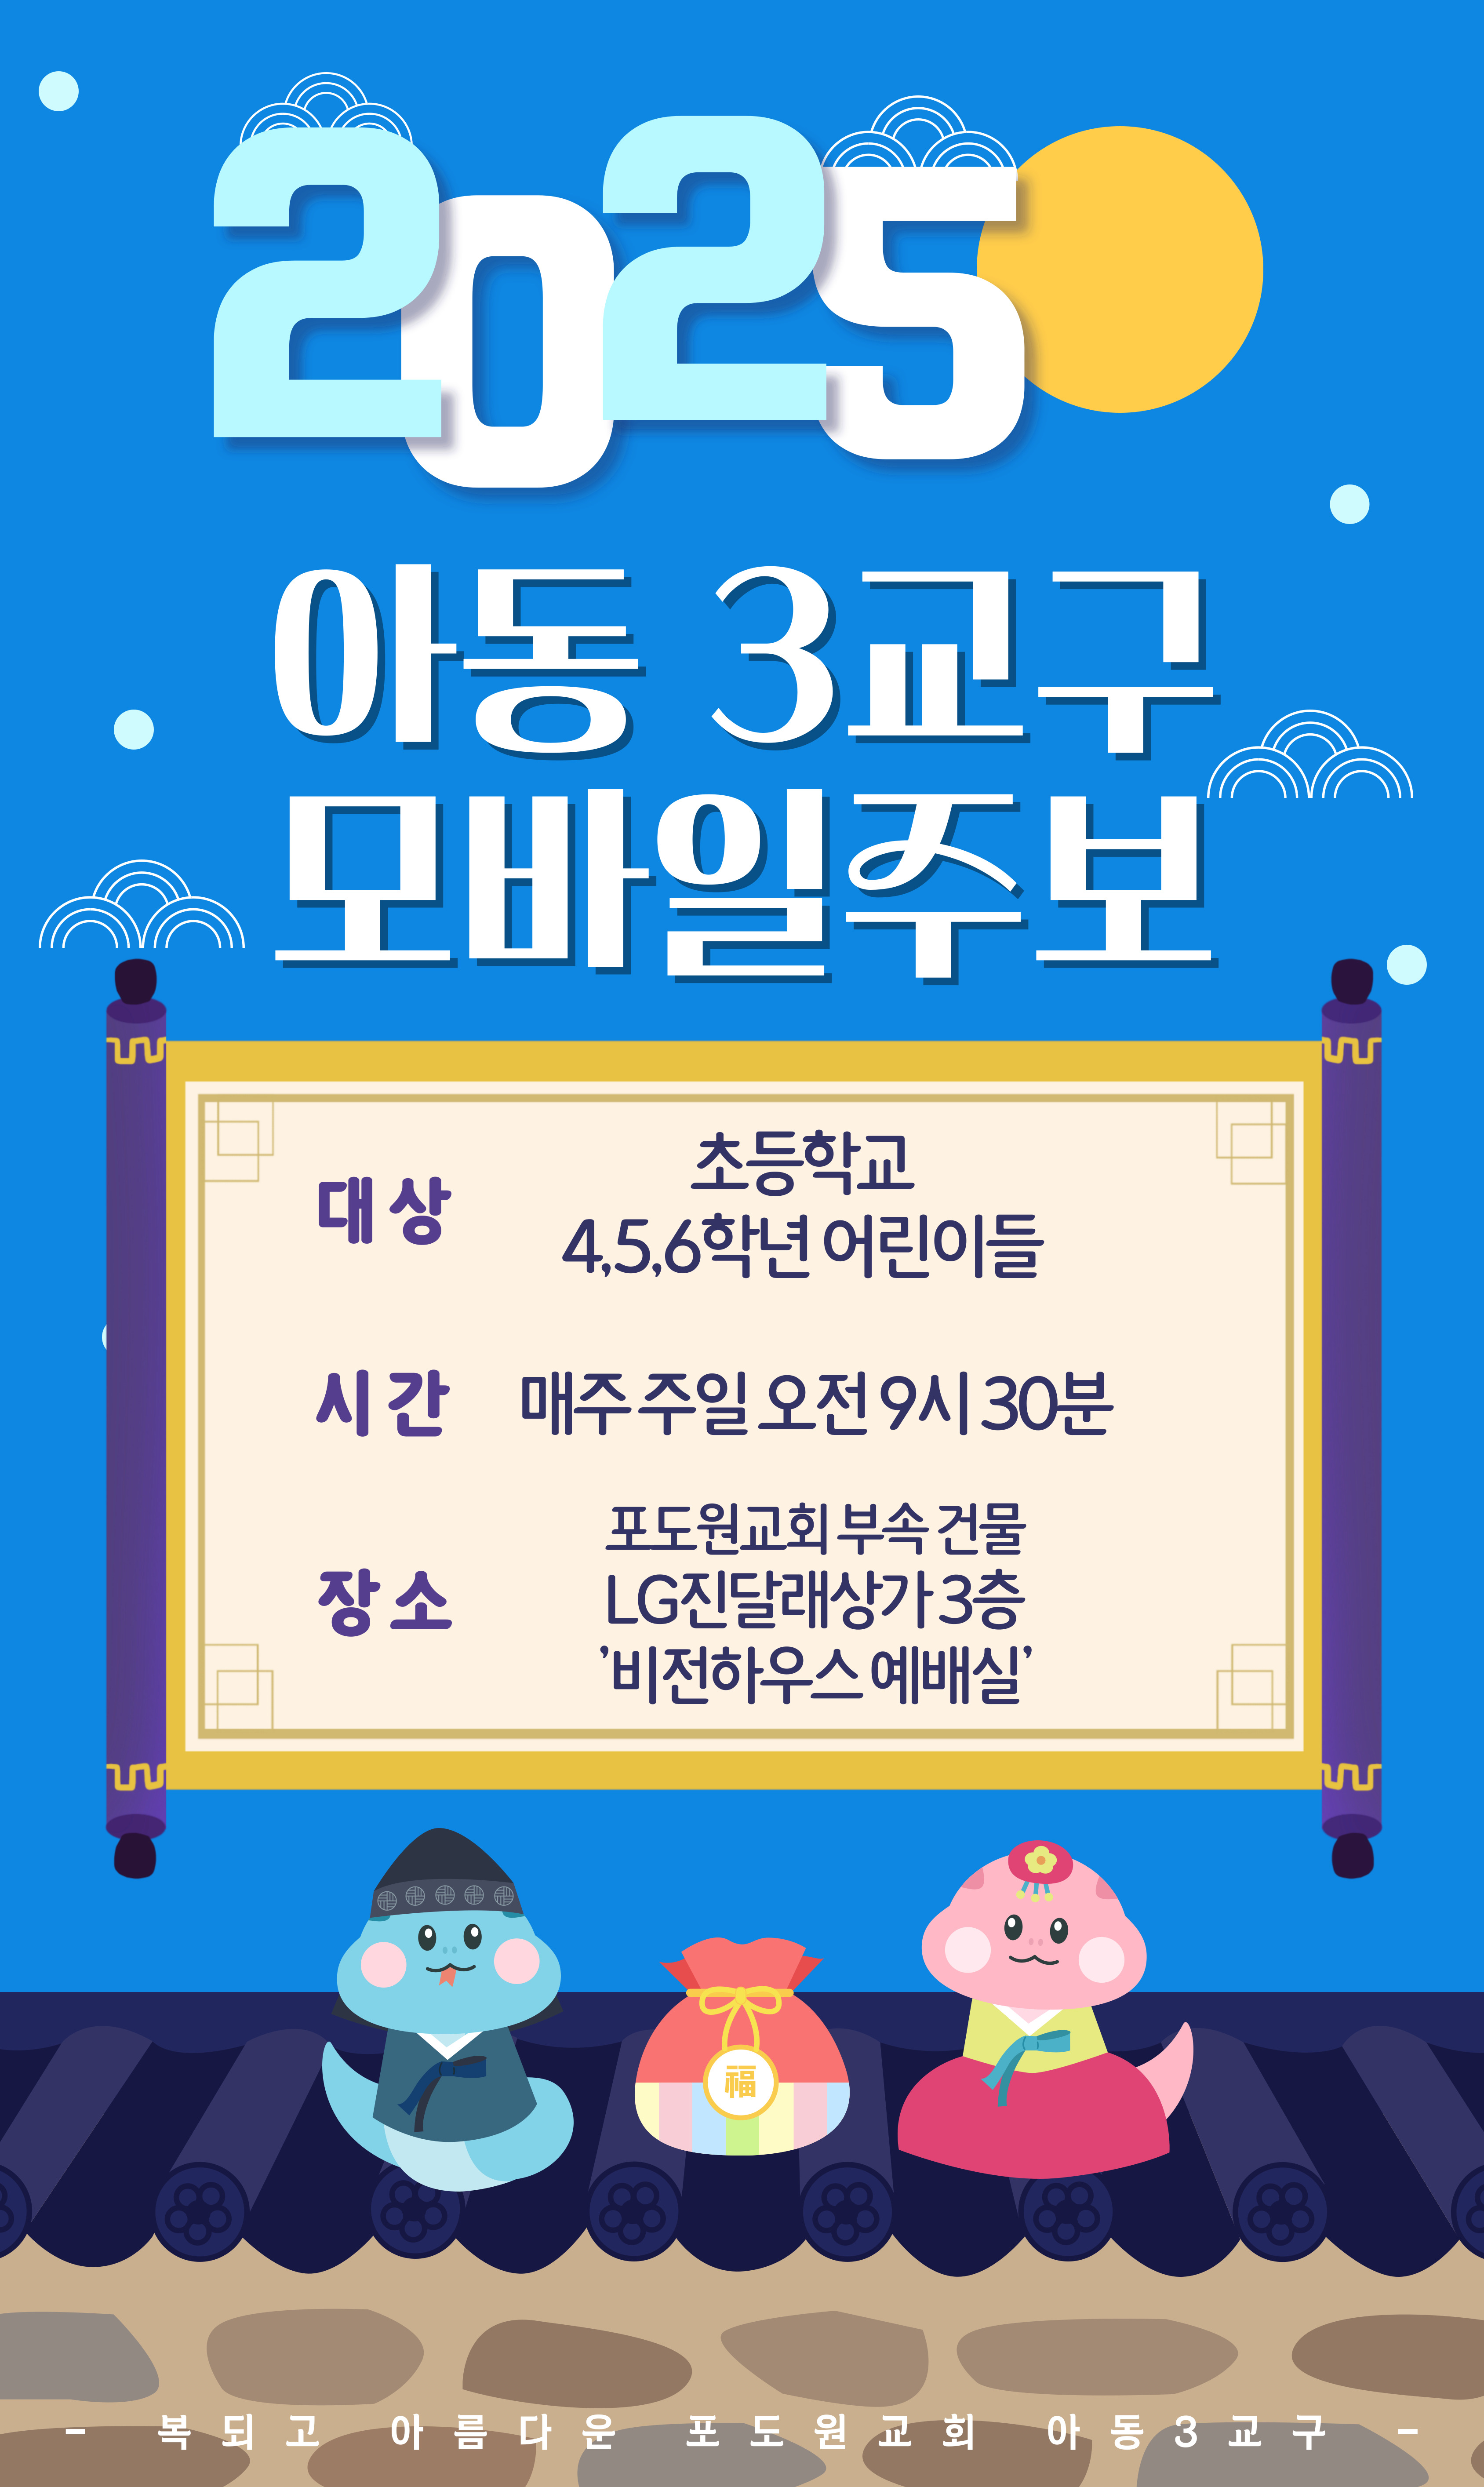 2025
아동 3교구
모바일주보
대상
초등학교
4,5,6학년 어린이들
시간
매주 주일 오전 9시 30분
장소
포도원교회 부속 건물
LG진달래상가 3층
'비전하우스 예배실'
福
- 복되고 아름다운 포도원교회 아동3교구 -